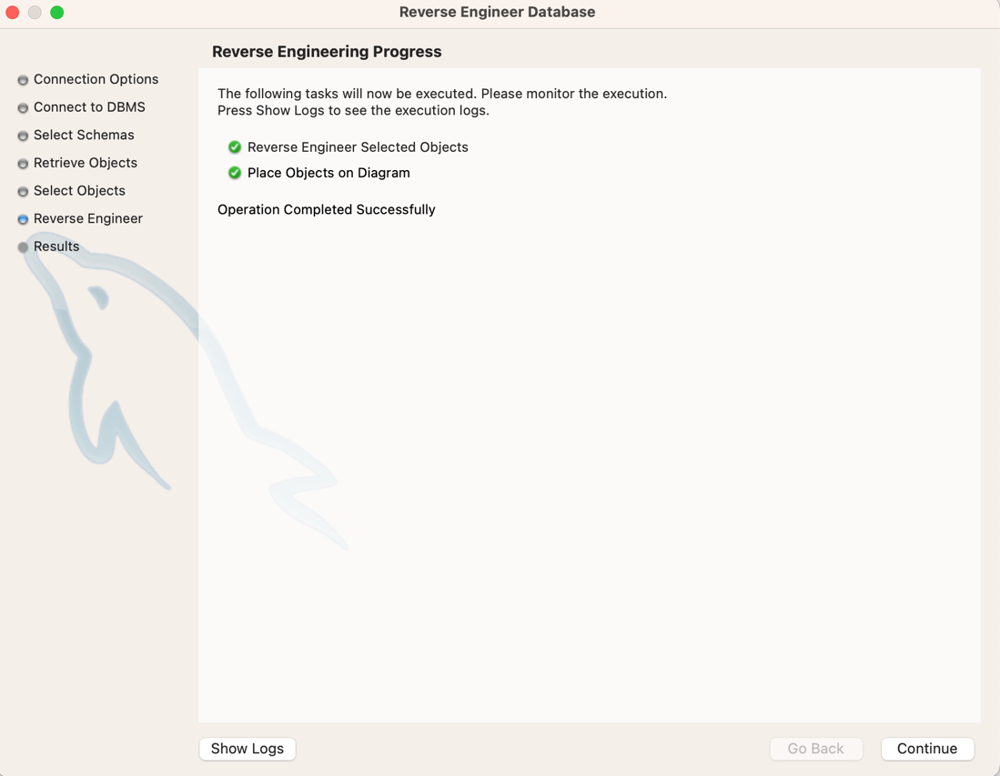 Reverse Engineer Database
Reverse Engineering Progress
Connection Options
Connect to DBMS
Select Schemas
Retrieve Objects
Select Objects
Reverse Engineer
Results
The following tasks will now be executed. Please monitor the execution.
Press Show Logs to see the execution logs.
Reverse Engineer Selected Objects
Place Objects on Diagram
Operation Completed Successfully
Show Logs
Go Back
Continue